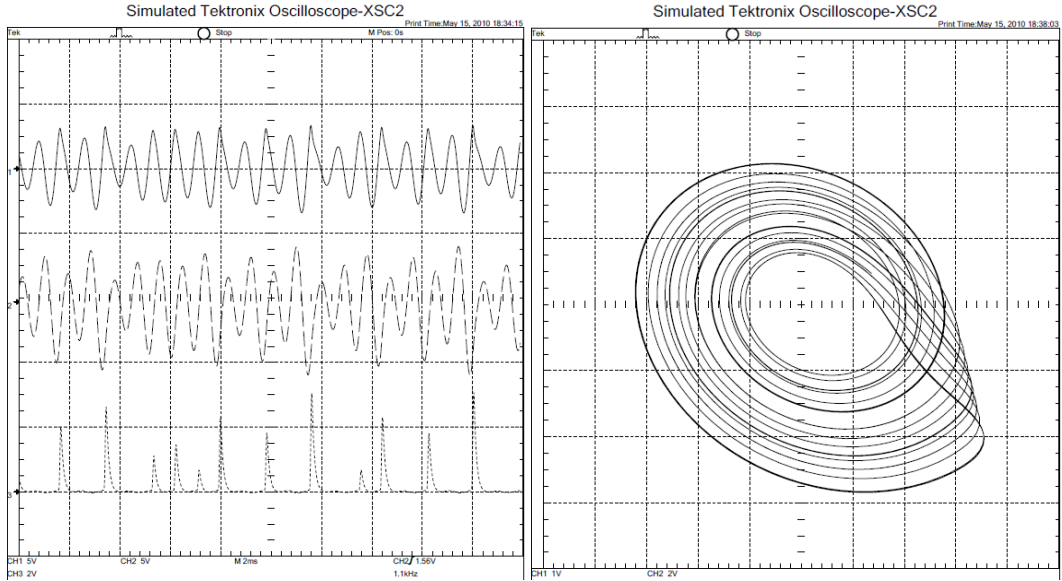 Simulated Tektronix Oscilloscope-XSC2
Print Time:May 15, 2010 18:34:15
Tek Stop M Pos: 0s
1
2
3
CH1 5V CH2 5V M 2ms CH2 1.56V
CH3 2V 1.1kHz
Simulated Tektronix Oscilloscope-XSC2
Print Time:May 15, 2010 18:38:03
Tek Stop
CH1 1V CH2 2V